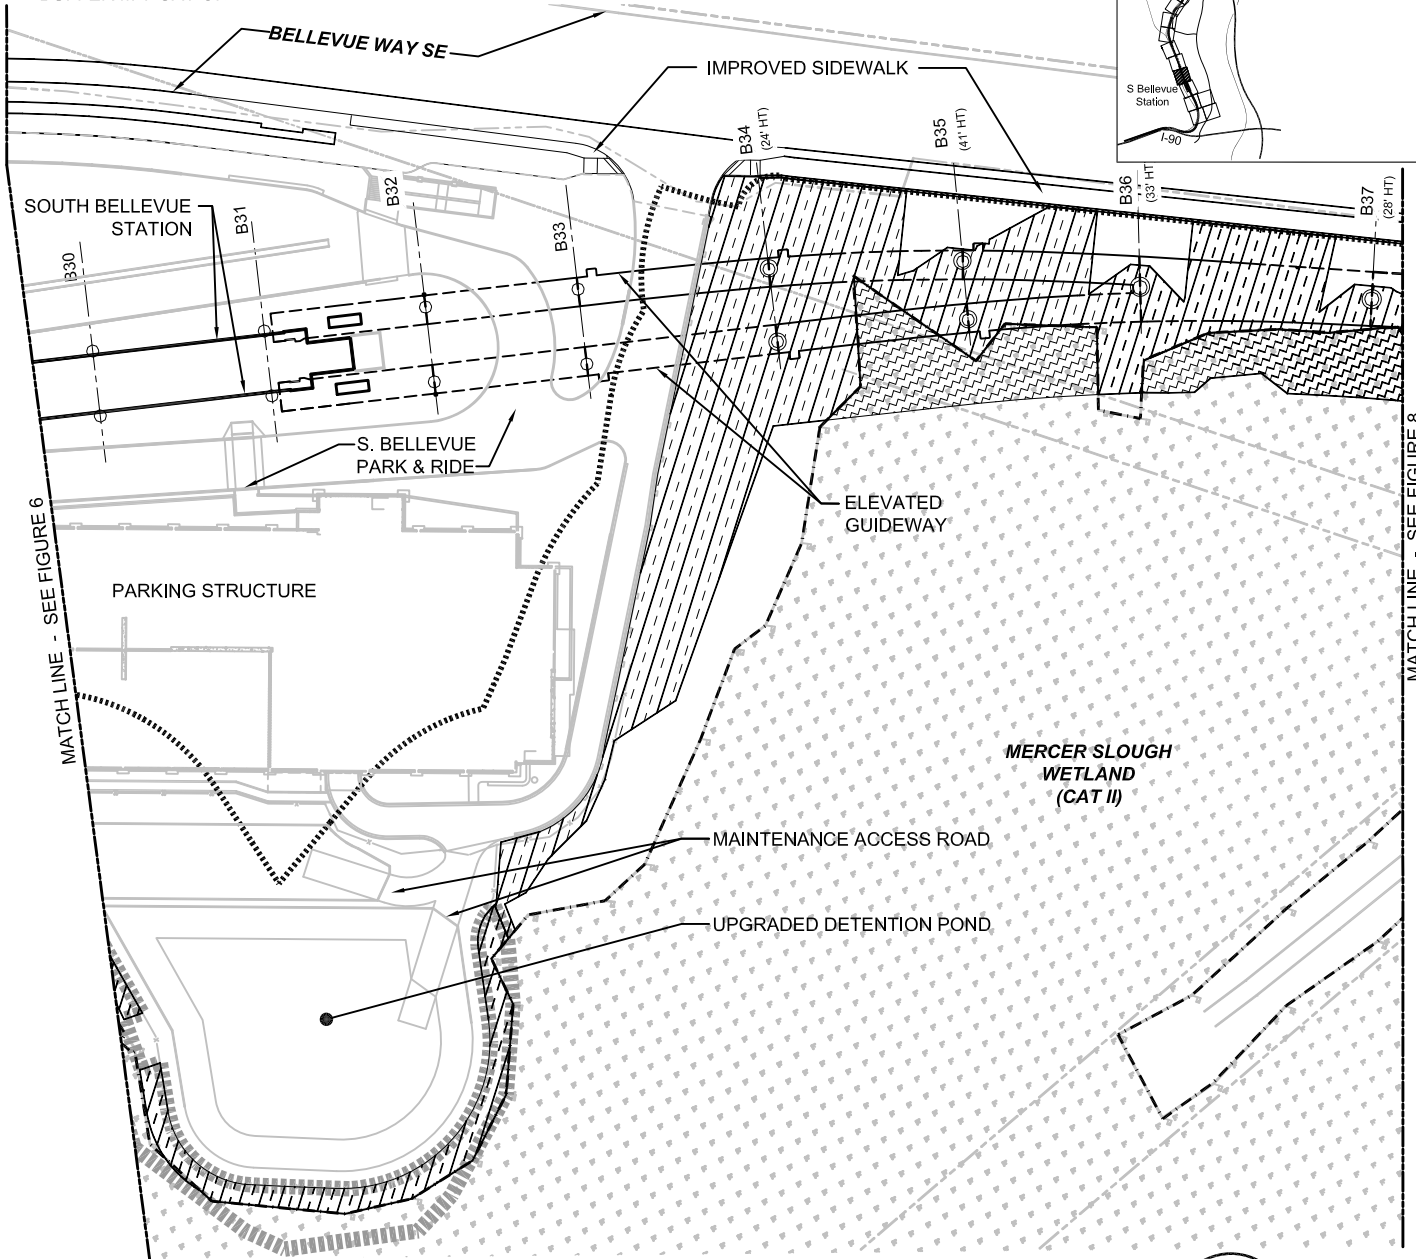 BELLEVUE WAY SE
IMPROVED SIDEWALK
S Bellevue
Station
I-90
B34
(24' HT)
B35
(41' HT)
B36
(33' HT
B37
(28' HT)
SOUTH BELLEVUE
STATION
B30
B31
B32
B33
S. BELLEVUE
PARK & RIDE
ELEVATED
GUIDEWAY
MATCH LINE - SEE FIGURE 6
MATCH LINE - SEE FIGURE 8
PARKING STRUCTURE
MERCER SLOUGH
WETLAND
(CAT II)
MAINTENANCE ACCESS ROAD
UPGRADED DETENTION POND